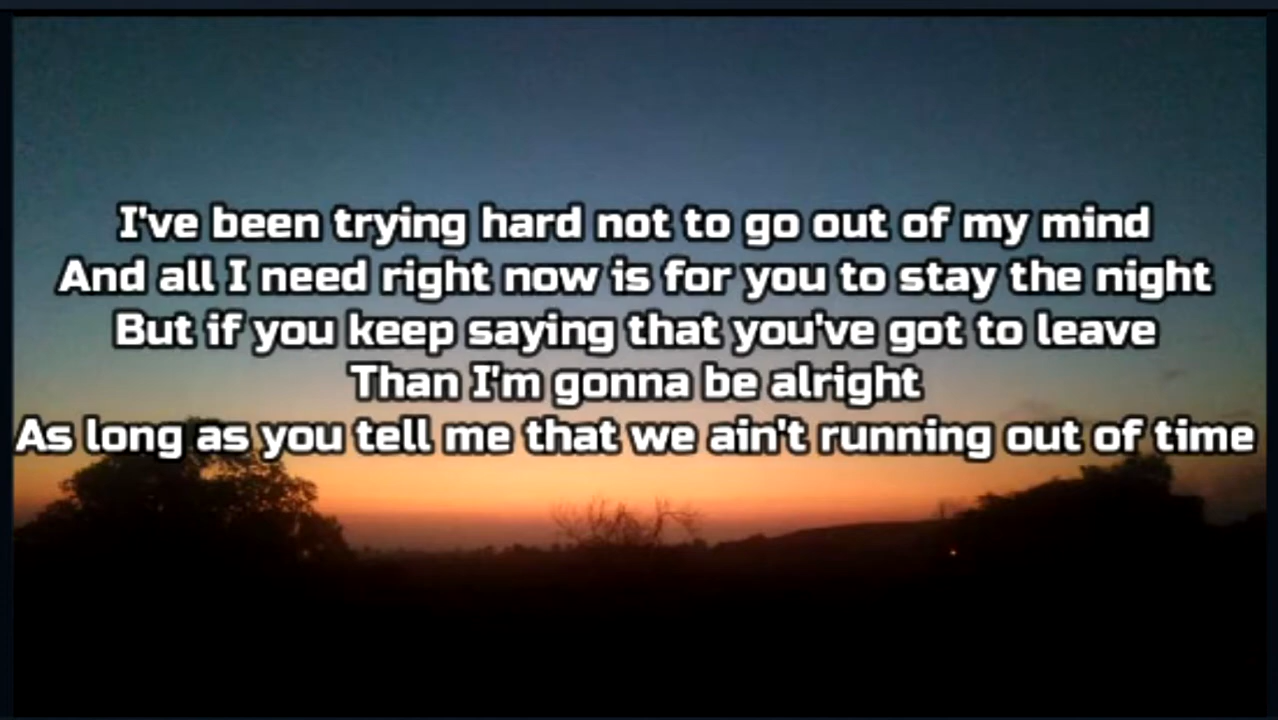 I've been trying hard not to go out of my mind
And all I need right now is for you to stay the night
But if you keep saying that you've got to leave
Than I'm gonna be alright
As long as you tell me that we ain't running out of time